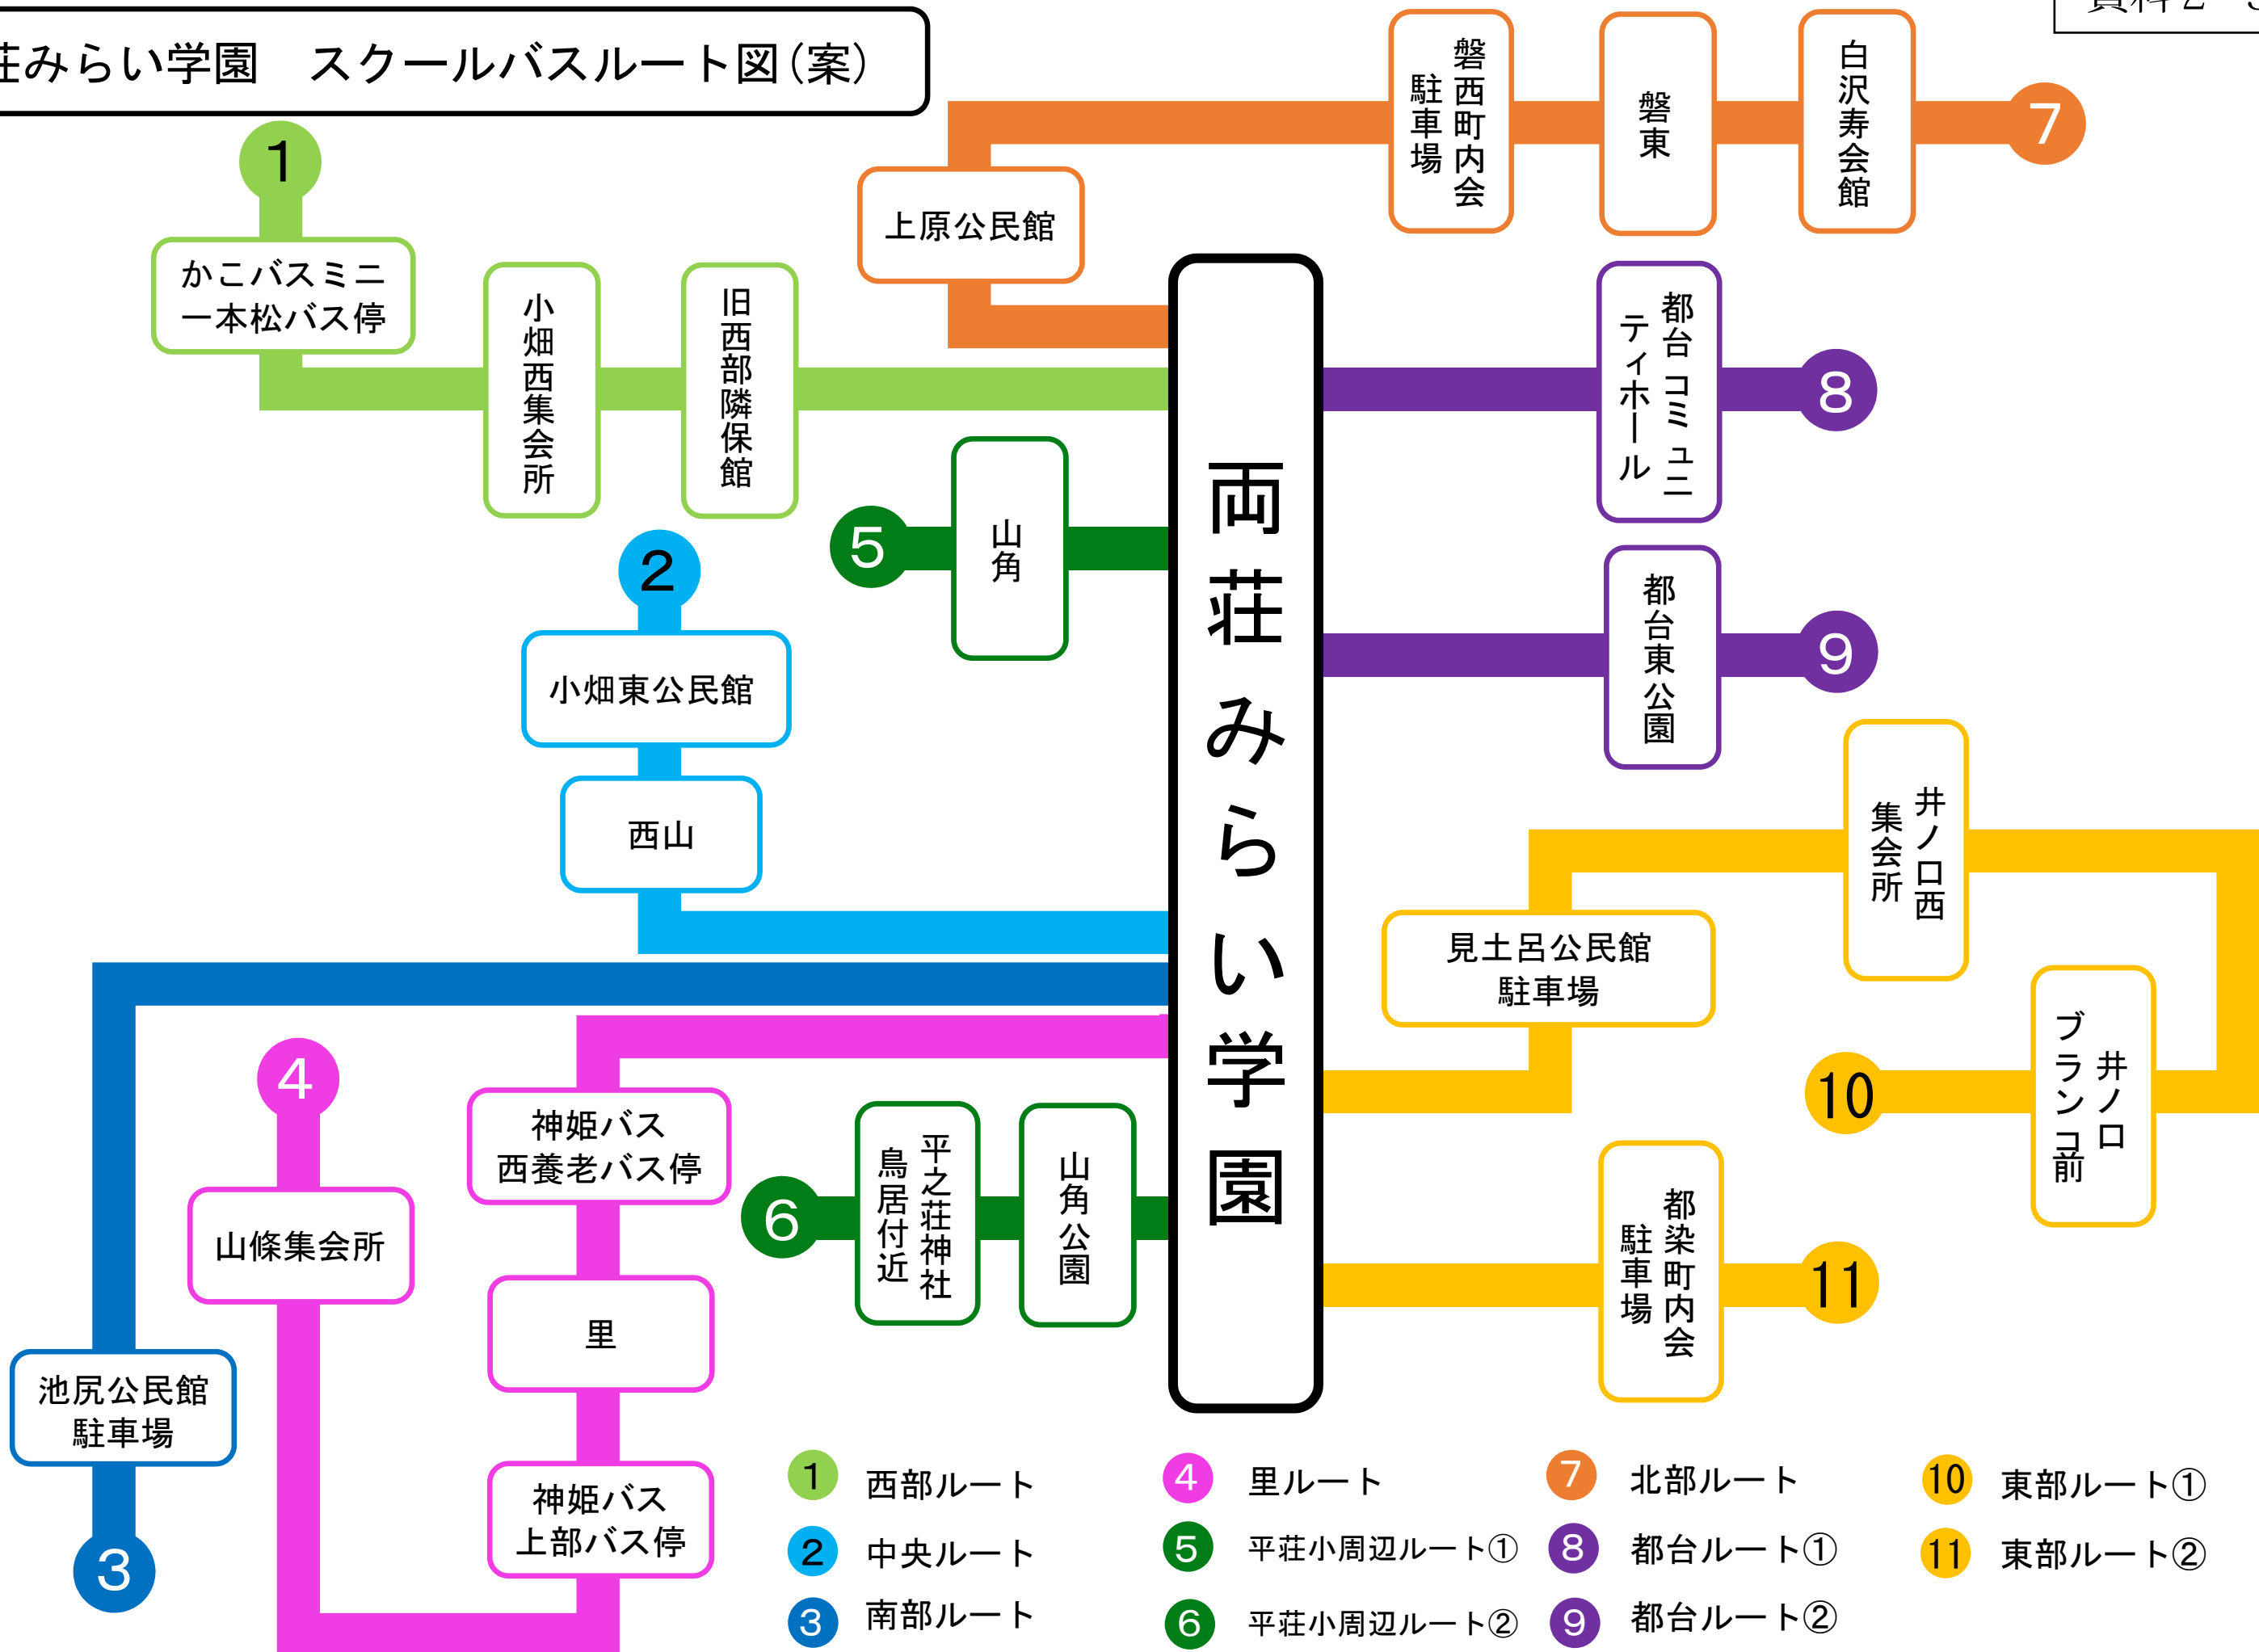 荘みらい学園　スクールバスルート図(案)
資料2
1
かこバスミニ
一本松バス停
小畑西集会所
旧西部隣保館
上原公民館
磐西町内会
駐車場
磐東
白沢寿会館
7
都台コミュニ
ティホール
8
5
山角
2
小畑東公民館
西山
都台東公園
9
両荘みらい学園
井ノ口西
集会所
見土呂公民館
駐車場
井ノ口
ブランコ前
10
4
山條集会所
神姫バス
西養老バス停
里
神姫バス
上部バス停
6
平之荘神社
鳥居付近
山角公園
都染町内会
駐車場
11
池尻公民館
駐車場
3
1 西部ルート
2 中央ルート
3 南部ルート
4 里ルート
5 平荘小周辺ルート①
6 平荘小周辺ルート②
7 北部ルート
8 都台ルート①
9 都台ルート②
10 東部ルート①
11 東部ルート②